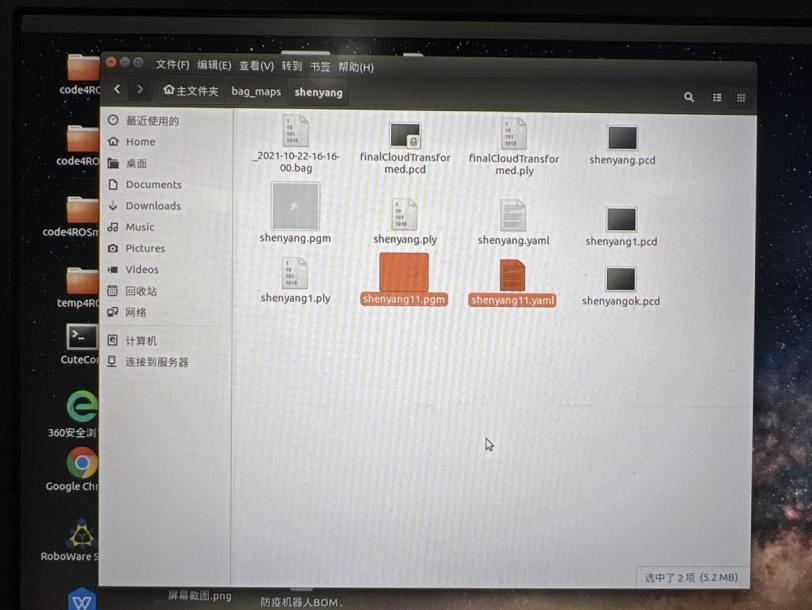 文件(F) 编辑(E) 查看(V) 转到 书签 帮助(H)
主文件夹 bag_maps shenyang
最近使用的
Home
桌面
Documents
Downloads
Music
Pictures
Videos
回收站
网络
计算机
连接到服务器
_2021-10-22-16-16-
00.bag
finalCloudTransfor
med.pcd
finalCloudTransfor
med.ply
shenyang.pcd
shenyang.pgm
shenyang.ply
shenyang.yaml
shenyang1.pcd
shenyang1.ply
shenyang11.pgm
shenyang11.yaml
shenyangok.pcd
选中了 2 项 (5.2 MB)
code4RO
code4RO
code4ROSm
temp4RO
CuteCo
360安全浏
Google Chr
RoboWare S
屏幕截图.png
防疫机器人BOM.